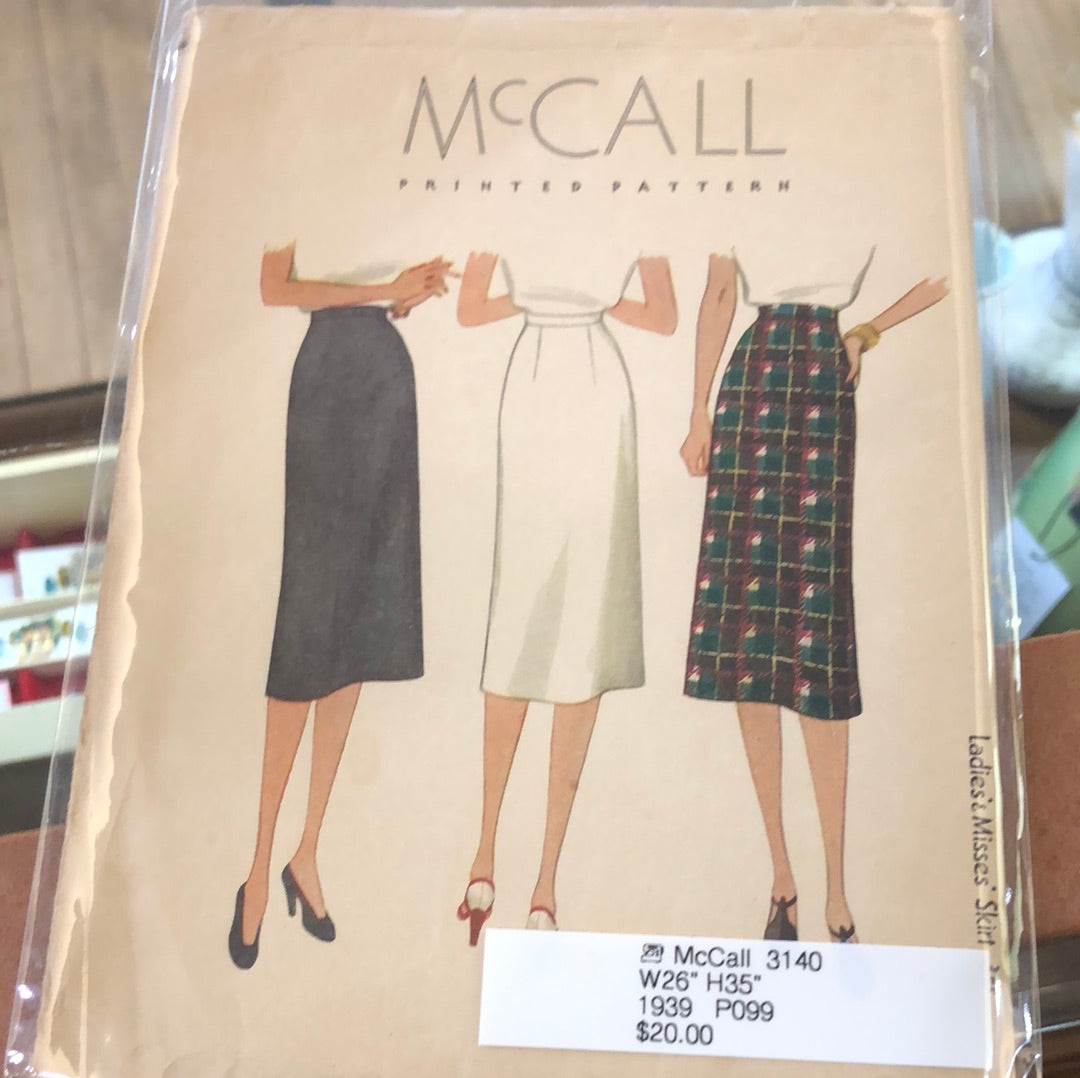 McCALL
PRINTED PATTERN
Ladies' & Misses' Skirt
McCall 3140
W26" H35"
1939 P099
$20.00